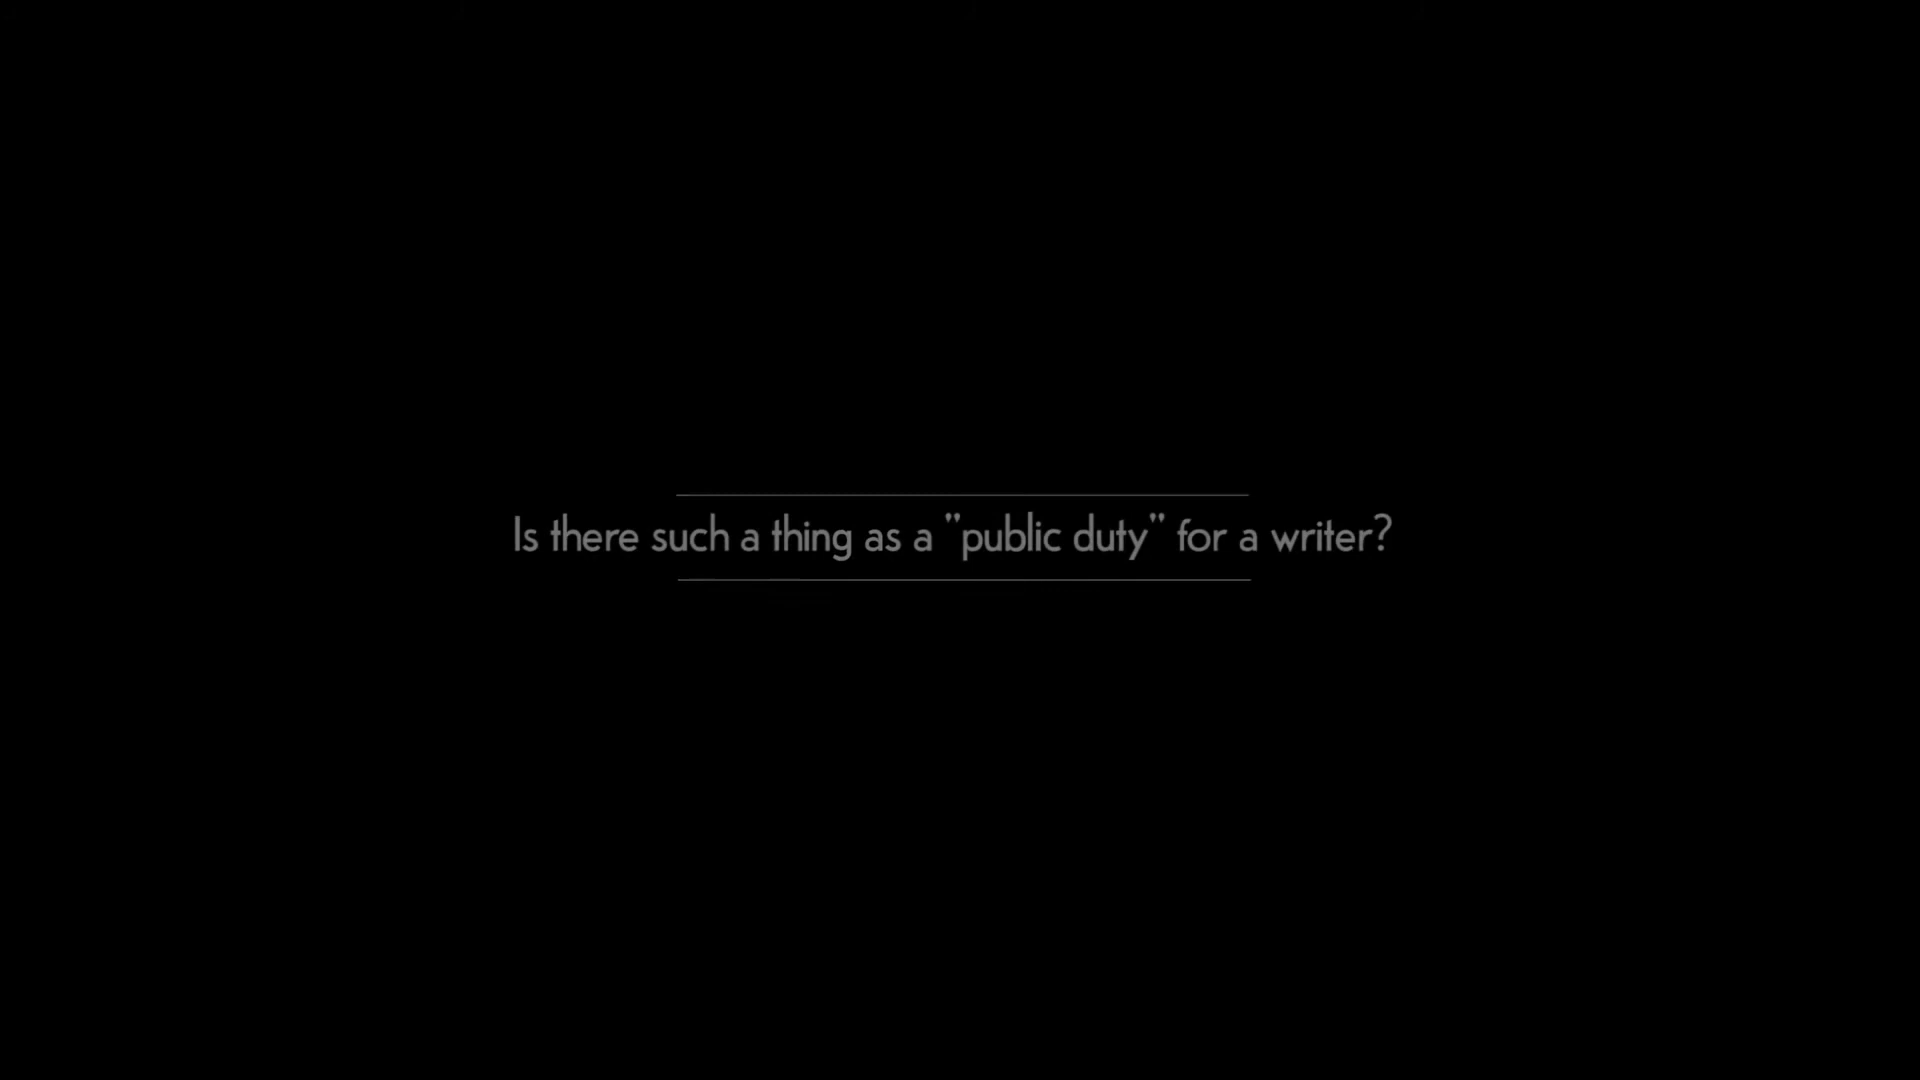 Is there such a thing as a "public duty" for a writer?